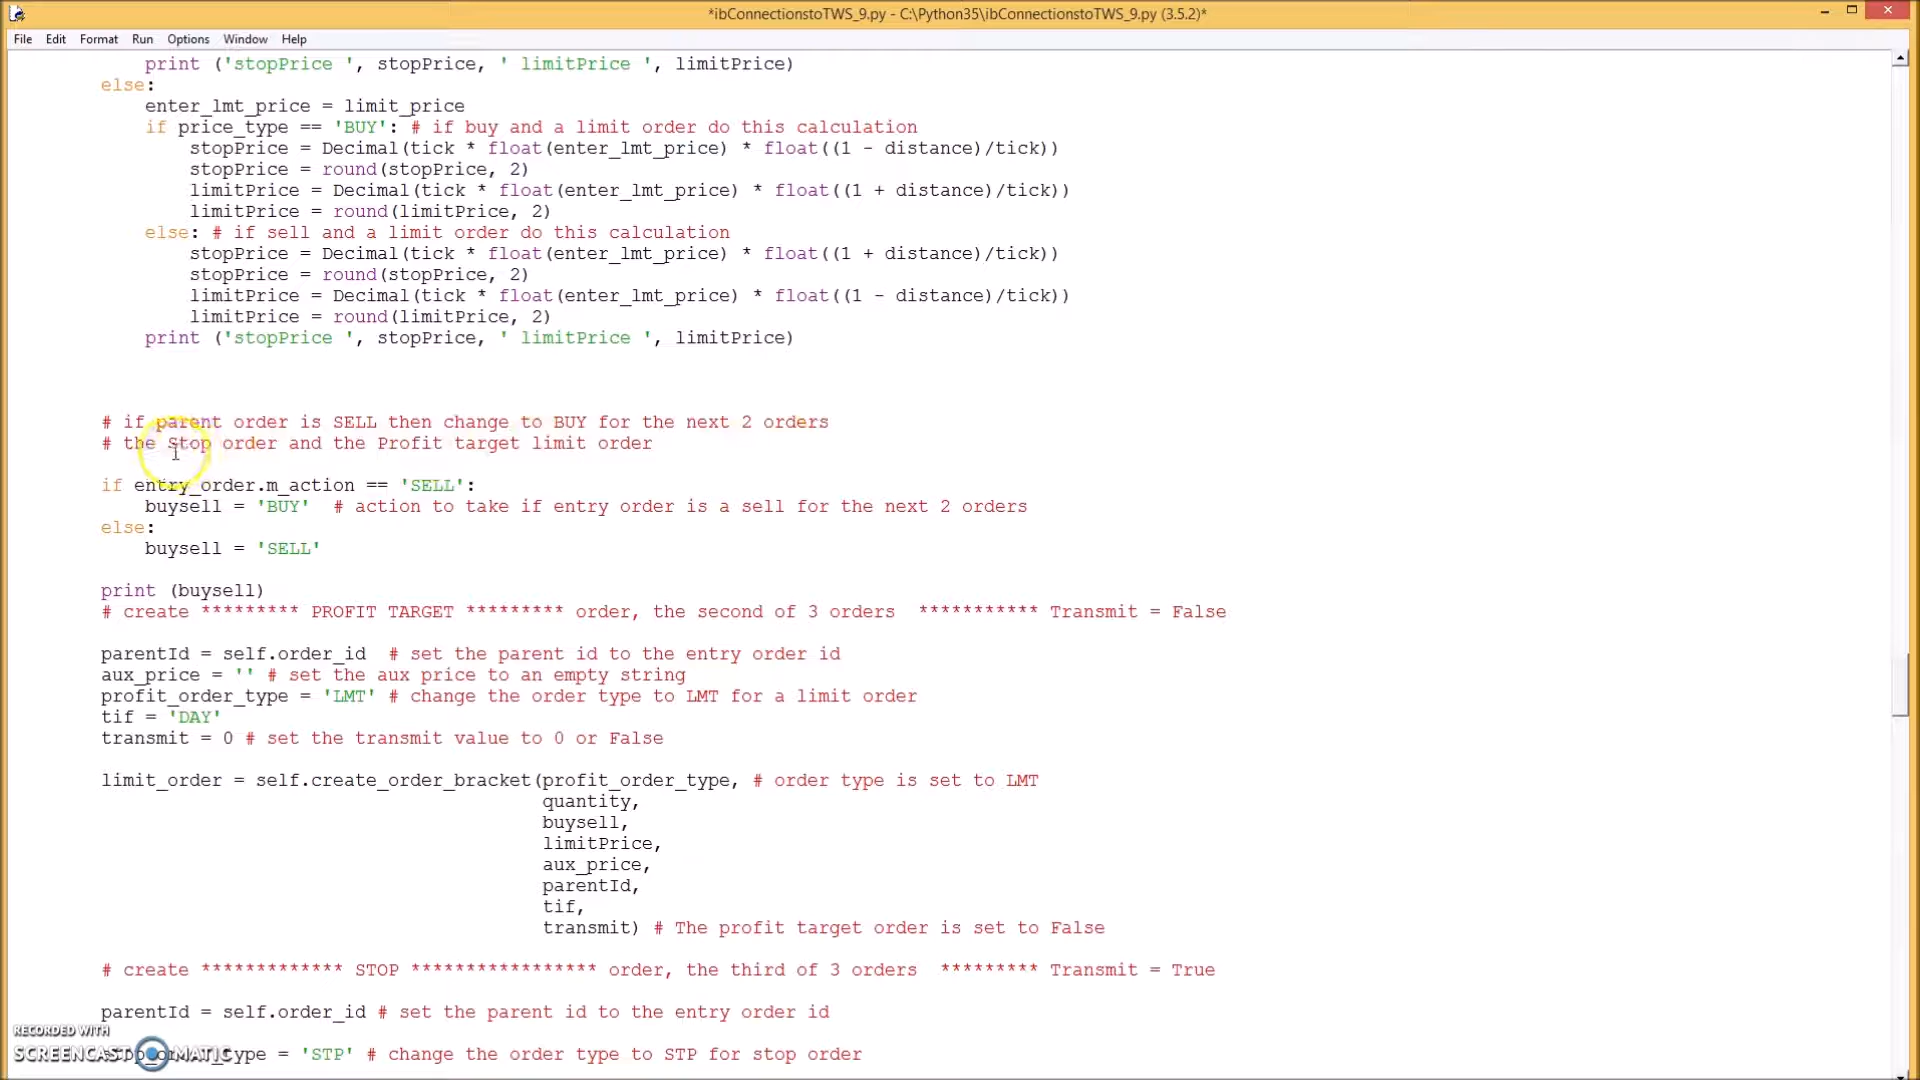 *ibConnectionstoTWS_9.py - C:\Python35\ibConnectionstoTWS_9.py (3.5.2)*
File Edit Format Run Options Window Help
print ('stopPrice ', stopPrice, ' limitPrice ', limitPrice)
else:
enter_lmt_price = limit_price
if price_type == 'BUY': # if buy and a limit order do this calculation
stopPrice = Decimal(tick * float(enter_lmt_price) * float((1 - distance)/tick))
stopPrice = round(stopPrice, 2)
limitPrice = Decimal(tick * float(enter_lmt_price) * float((1 + distance)/tick))
limitPrice = round(limitPrice, 2)
else: # if sell and a limit order do this calculation
stopPrice = Decimal(tick * float(enter_lmt_price) * float((1 + distance)/tick))
stopPrice = round(stopPrice, 2)
limitPrice = Decimal(tick * float(enter_lmt_price) * float((1 - distance)/tick))
limitPrice = round(limitPrice, 2)
print ('stopPrice ', stopPrice, ' limitPrice ', limitPrice)
# if parent order is SELL then change to BUY for the next 2 orders
# the Stop order and the Profit target limit order
if entry_order.m_action == 'SELL':
buysell = 'BUY'  # action to take if entry order is a sell for the next 2 orders
else:
buysell = 'SELL'
print (buysell)
# create ********* PROFIT TARGET ********* order, the second of 3 orders  *********** Transmit = False
parentId = self.order_id  # set the parent id to the entry order id
aux_price = '' # set the aux price to an empty string
profit_order_type = 'LMT' # change the order type to LMT for a limit order
tif = 'DAY'
transmit = 0 # set the transmit value to 0 or False
limit_order = self.create_order_bracket(profit_order_type, # order type is set to LMT
quantity,
buysell,
limitPrice,
aux_price,
parentId,
tif,
transmit) # The profit target order is set to False
# create ************* STOP ***************** order, the third of 3 orders  ********* Transmit = True
parentId = self.order_id # set the parent id to the entry order id
RECORDED WITH
SCREENCAST-O-MATIC
type = 'STP' # change the order type to STP for stop order